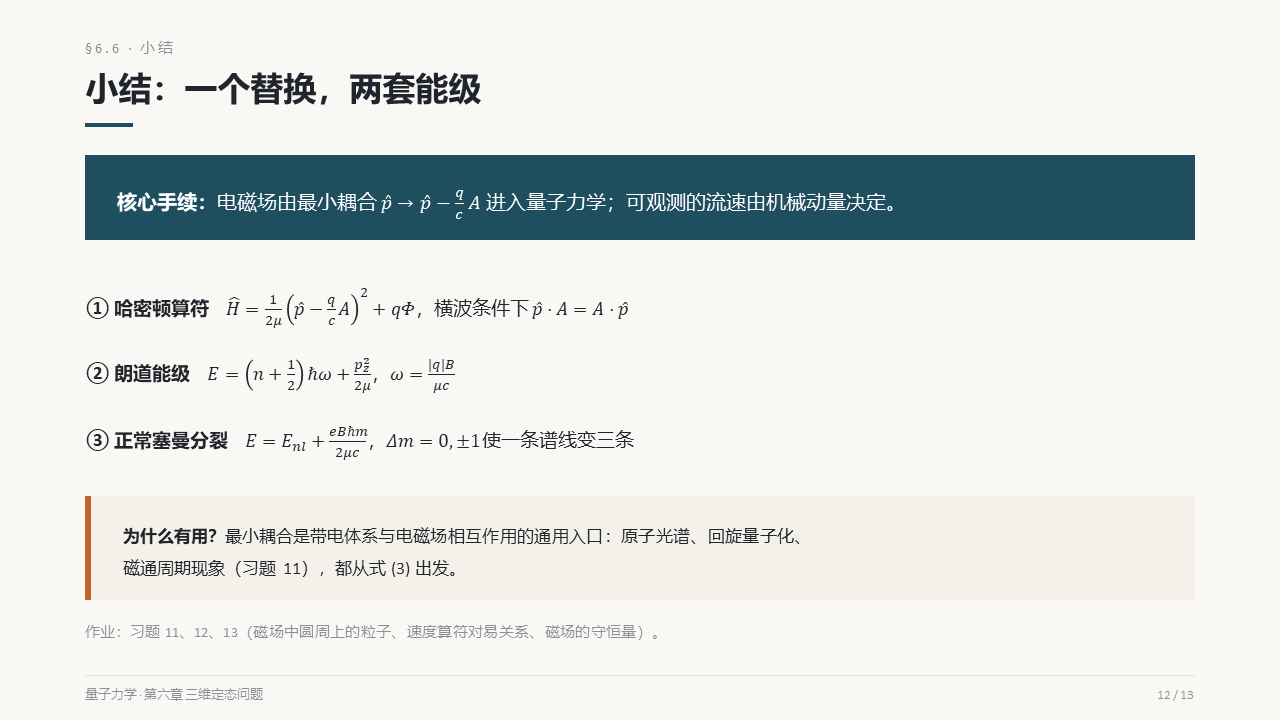 §6.6 · 小结
小结：一个替换，两套能级
核心手续：电磁场由最小耦合 p̂ → p̂ − q/c A 进入量子力学；可观测的流速由机械动量决定。
① 哈密顿算符 Ĥ = 1/2μ (p̂ − q/c A)² + qΦ，横波条件下 p̂ · A = A · p̂
② 朗道能级 E = (n + 1/2) ħω + p_z²/2μ，ω = |q|B/μc
③ 正常塞曼分裂 E = E_nl + eBħm/2μc，Δm = 0, ±1 使一条谱线变三条
为什么有用？最小耦合是带电体系与电磁场相互作用的通用入口：原子光谱、回旋量子化、
磁通周期现象（习题 11），都从式 (3) 出发。
作业：习题 11、12、13（磁场中圆周上的粒子、速度算符对易关系、磁场的守恒量）。
量子力学 · 第六章 三维定态问题
12 / 13